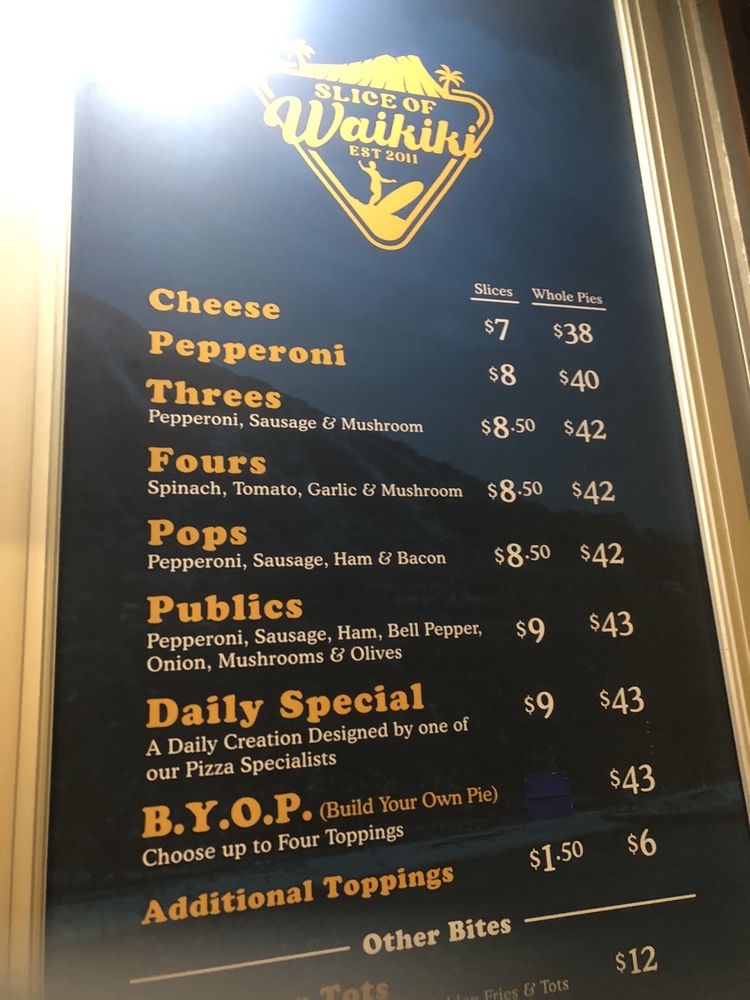 SLICE OF
Waikiki
EST 2011
Slices Whole Pies
Cheese $7 $38
Pepperoni $8 $40
Threes
Pepperoni, Sausage & Mushroom $8.50 $42
Fours
Spinach, Tomato, Garlic & Mushroom $8.50 $42
Pops
Pepperoni, Sausage, Ham & Bacon $8.50 $42
Publics
Pepperoni, Sausage, Ham, Bell Pepper, $9 $43
Onion, Mushrooms & Olives
Daily Special $9 $43
A Daily Creation Designed by one of
our Pizza Specialists
B.Y.O.P. (Build Your Own Pie) $43
Choose up to Four Toppings
Additional Toppings $1.50 $6
Other Bites
Tots $12
Fries & Tots